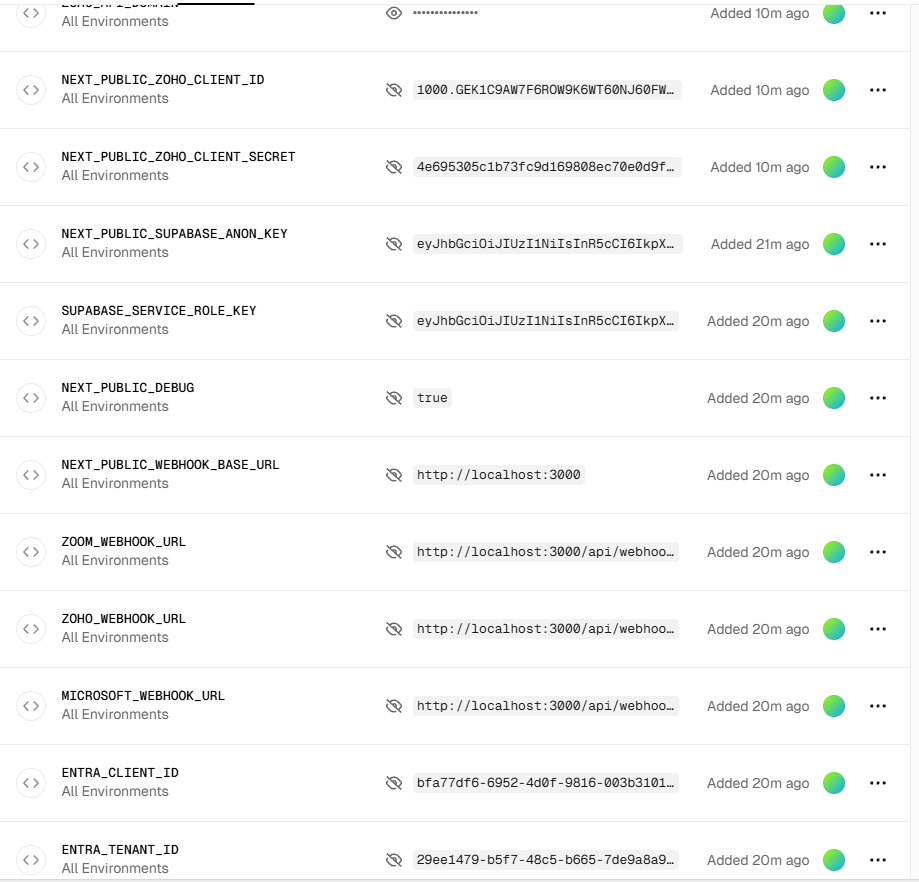 ZOHO_API_DOMAIN
All Environments
•••••••••••••••
Added 10m ago
NEXT_PUBLIC_ZOHO_CLIENT_ID
All Environments
1000.GEK1C9AW7F6ROW9K6WT60NJ60FW…
Added 10m ago
NEXT_PUBLIC_ZOHO_CLIENT_SECRET
All Environments
4e695305c1b73fc9d169808ec70e0d9f…
Added 10m ago
NEXT_PUBLIC_SUPABASE_ANON_KEY
All Environments
eyJhbGciOiJIUzI1NiIsInR5cCI6IkpX…
Added 21m ago
SUPABASE_SERVICE_ROLE_KEY
All Environments
eyJhbGciOiJIUzI1NiIsInR5cCI6IkpX…
Added 20m ago
NEXT_PUBLIC_DEBUG
All Environments
true
Added 20m ago
NEXT_PUBLIC_WEBHOOK_BASE_URL
All Environments
http://localhost:3000
Added 20m ago
ZOOM_WEBHOOK_URL
All Environments
http://localhost:3000/api/webhoo…
Added 20m ago
ZOHO_WEBHOOK_URL
All Environments
http://localhost:3000/api/webhoo…
Added 20m ago
MICROSOFT_WEBHOOK_URL
All Environments
http://localhost:3000/api/webhoo…
Added 20m ago
ENTRA_CLIENT_ID
All Environments
bfa77df6-6952-4d0f-9816-003b3101…
Added 20m ago
ENTRA_TENANT_ID
All Environments
29ee1479-b5f7-48c5-b665-7de9a8a9…
Added 20m ago